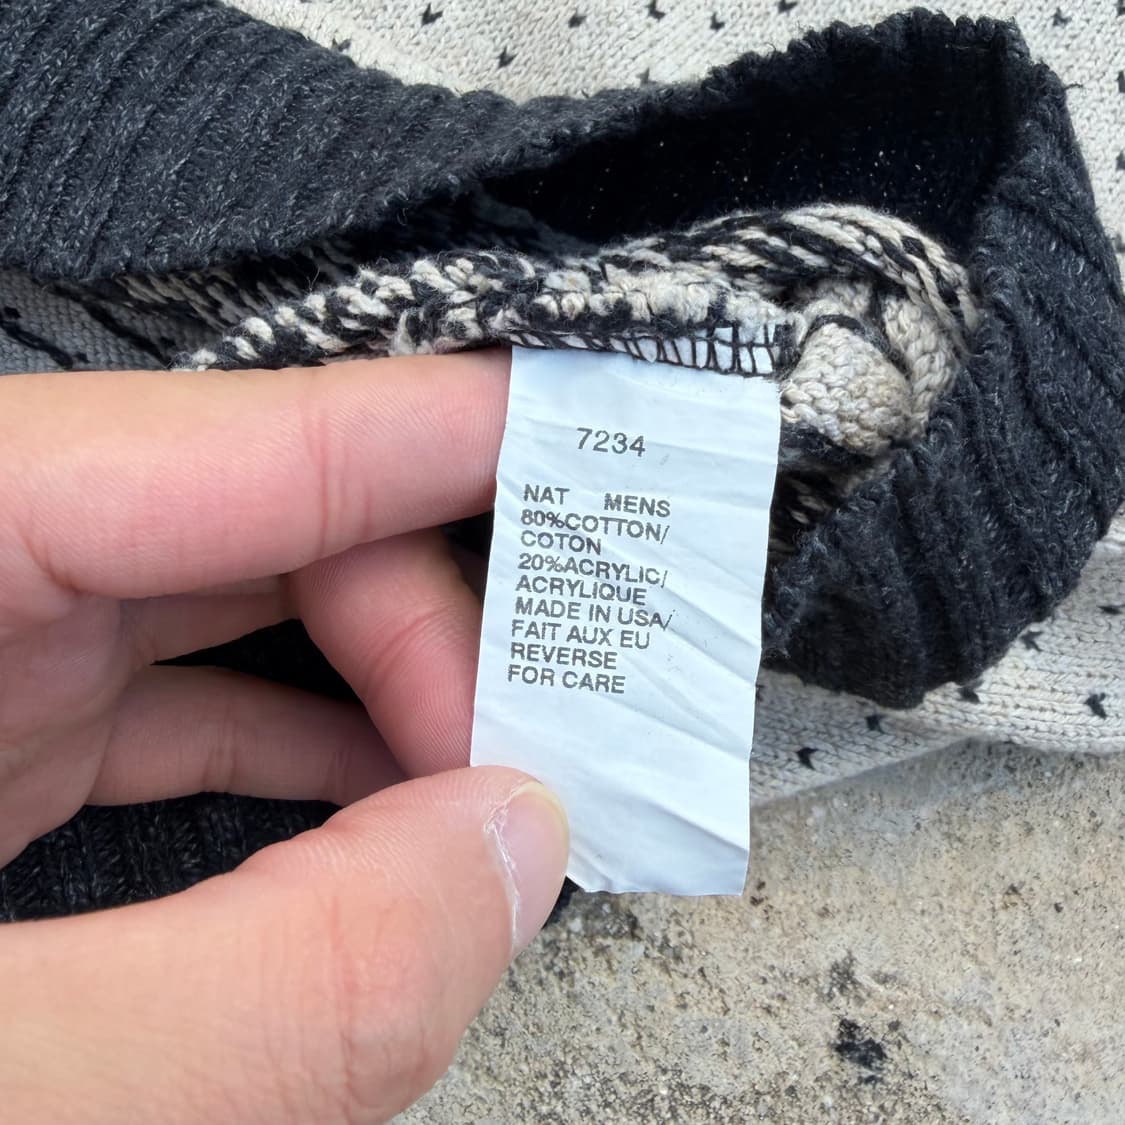 7234
NAT MENS
80%COTTON/
COTON
20%ACRYLIC/
ACRYLIQUE
MADE IN USA/
FAIT AUX EU
REVERSE
FOR CARE